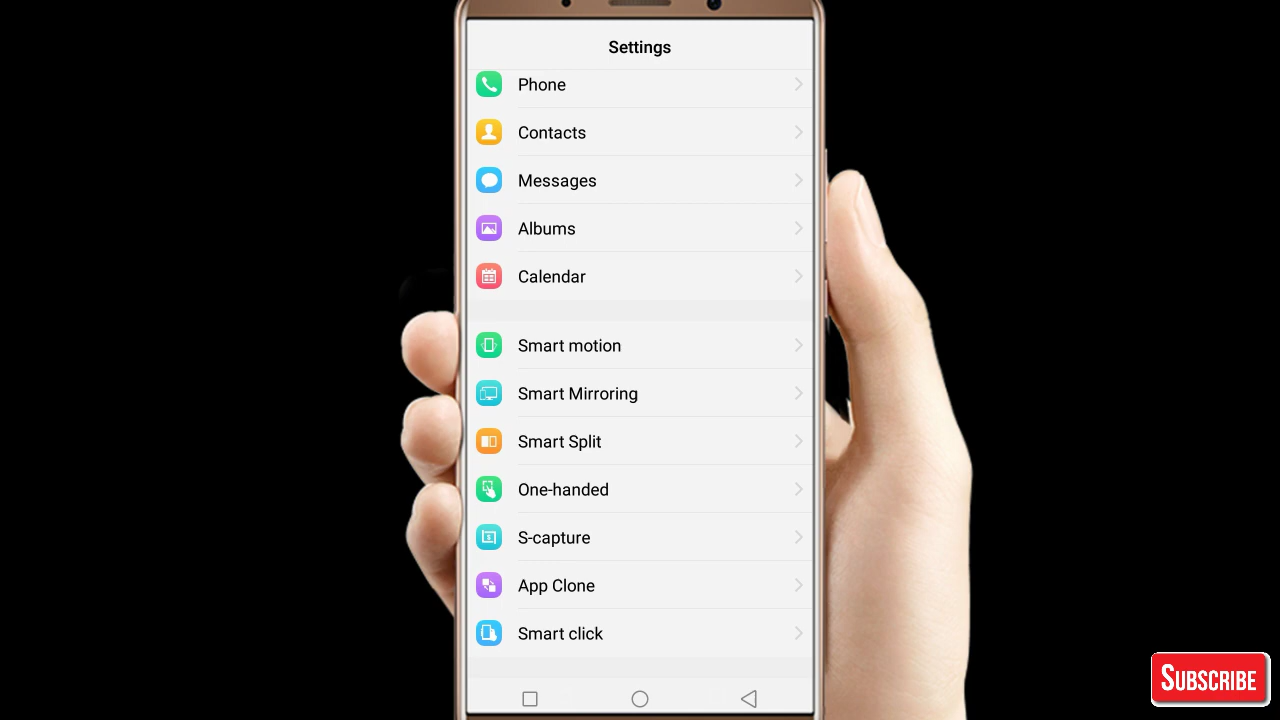 Settings
Phone
Contacts
Messages
Albums
Calendar
Smart motion
Smart Mirroring
Smart Split
One-handed
S-capture
App Clone
Smart click
SUBSCRIBE